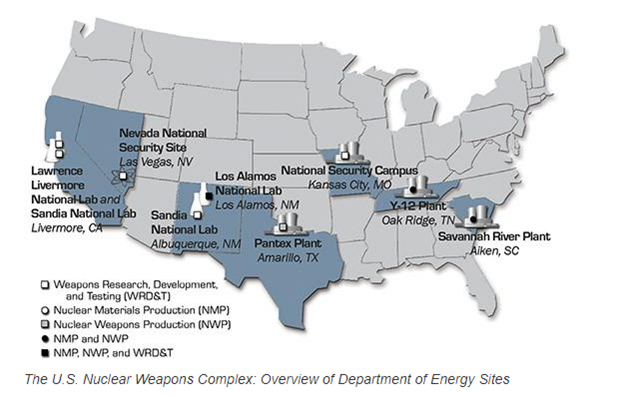 Nevada National
Security Site
Las Vegas, NV
Lawrence
Livermore
National Lab and
Sandia National Lab
Livermore, CA
Los Alamos
National Lab
Los Alamos, NM
Sandia
National Lab
Albuquerque, NM
Pantex Plant
Amarillo, TX
National Security Campus
Kansas City, MO
Y-12 Plant
Oak Ridge, TN
Savannah River Plant
Aiken, SC
Weapons Research, Development,
and Testing (WRD&T)
Nuclear Materials Production (NMP)
Nuclear Weapons Production (NWP)
NMP and NWP
NMP, NWP, and WRD&T
The U.S. Nuclear Weapons Complex: Overview of Department of Energy Sites